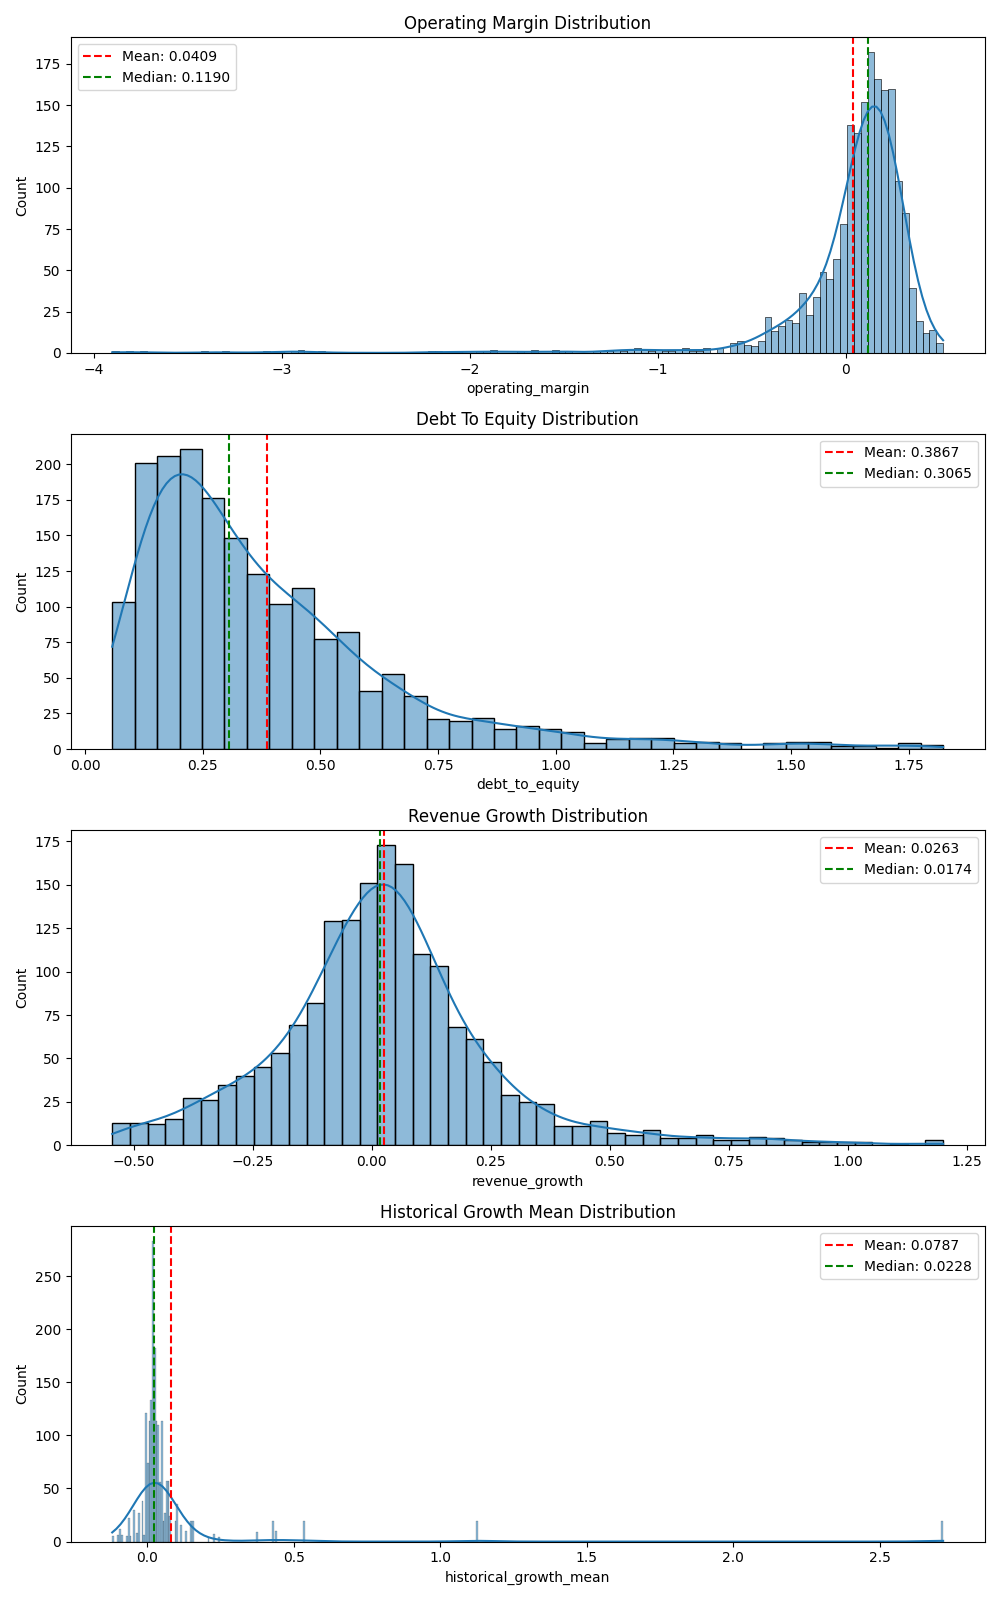 Operating Margin Distribution
Mean: 0.0409
Median: 0.1190
175
150
125
100
75
50
25
0
Count
−4
−3
−2
−1
0
operating_margin
Debt To Equity Distribution
Mean: 0.3867
Median: 0.3065
200
175
150
125
100
75
50
25
0
Count
0.00
0.25
0.50
0.75
1.00
1.25
1.50
1.75
debt_to_equity
Revenue Growth Distribution
Mean: 0.0263
Median: 0.0174
175
150
125
100
75
50
25
0
Count
−0.50
−0.25
0.00
0.25
0.50
0.75
1.00
1.25
revenue_growth
Historical Growth Mean Distribution
Mean: 0.0787
Median: 0.0228
250
200
150
100
50
0
Count
0.0
0.5
1.0
1.5
2.0
2.5
historical_growth_mean